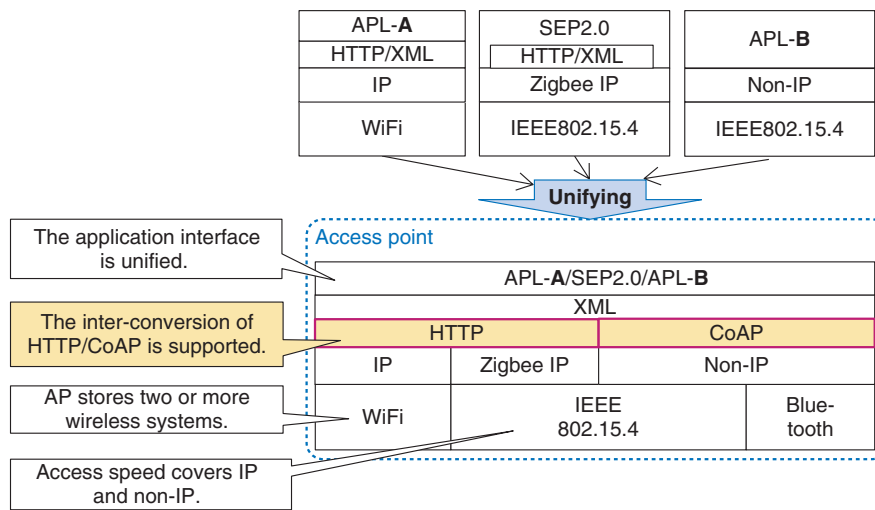 APL-A
HTTP/XML
IP
WiFi
SEP2.0
HTTP/XML
Zigbee IP
IEEE802.15.4
APL-B
Non-IP
IEEE802.15.4
Unifying
The application interface
is unified.
The inter-conversion of
HTTP/CoAP is supported.
AP stores two or more
wireless systems.
Access speed covers IP
and non-IP.
Access point
APL-A/SEP2.0/APL-B
XML
HTTP
CoAP
IP
Zigbee IP
Non-IP
WiFi
IEEE
802.15.4
Blue-
tooth